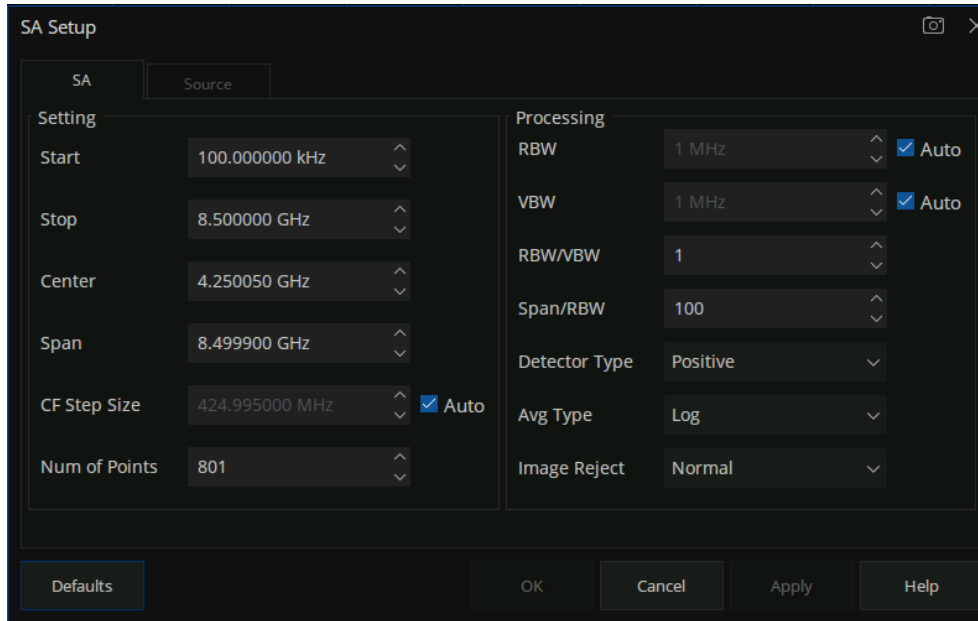 SA Setup
SA
Source
Setting
Start
100.000000 kHz
Stop
8.500000 GHz
Center
4.250050 GHz
Span
8.499900 GHz
CF Step Size
424.995000 MHz
Auto
Num of Points
801
Processing
RBW
1 MHz
Auto
VBW
1 MHz
Auto
RBW/VBW
1
Span/RBW
100
Detector Type
Positive
Avg Type
Log
Image Reject
Normal
Defaults
OK
Cancel
Apply
Help